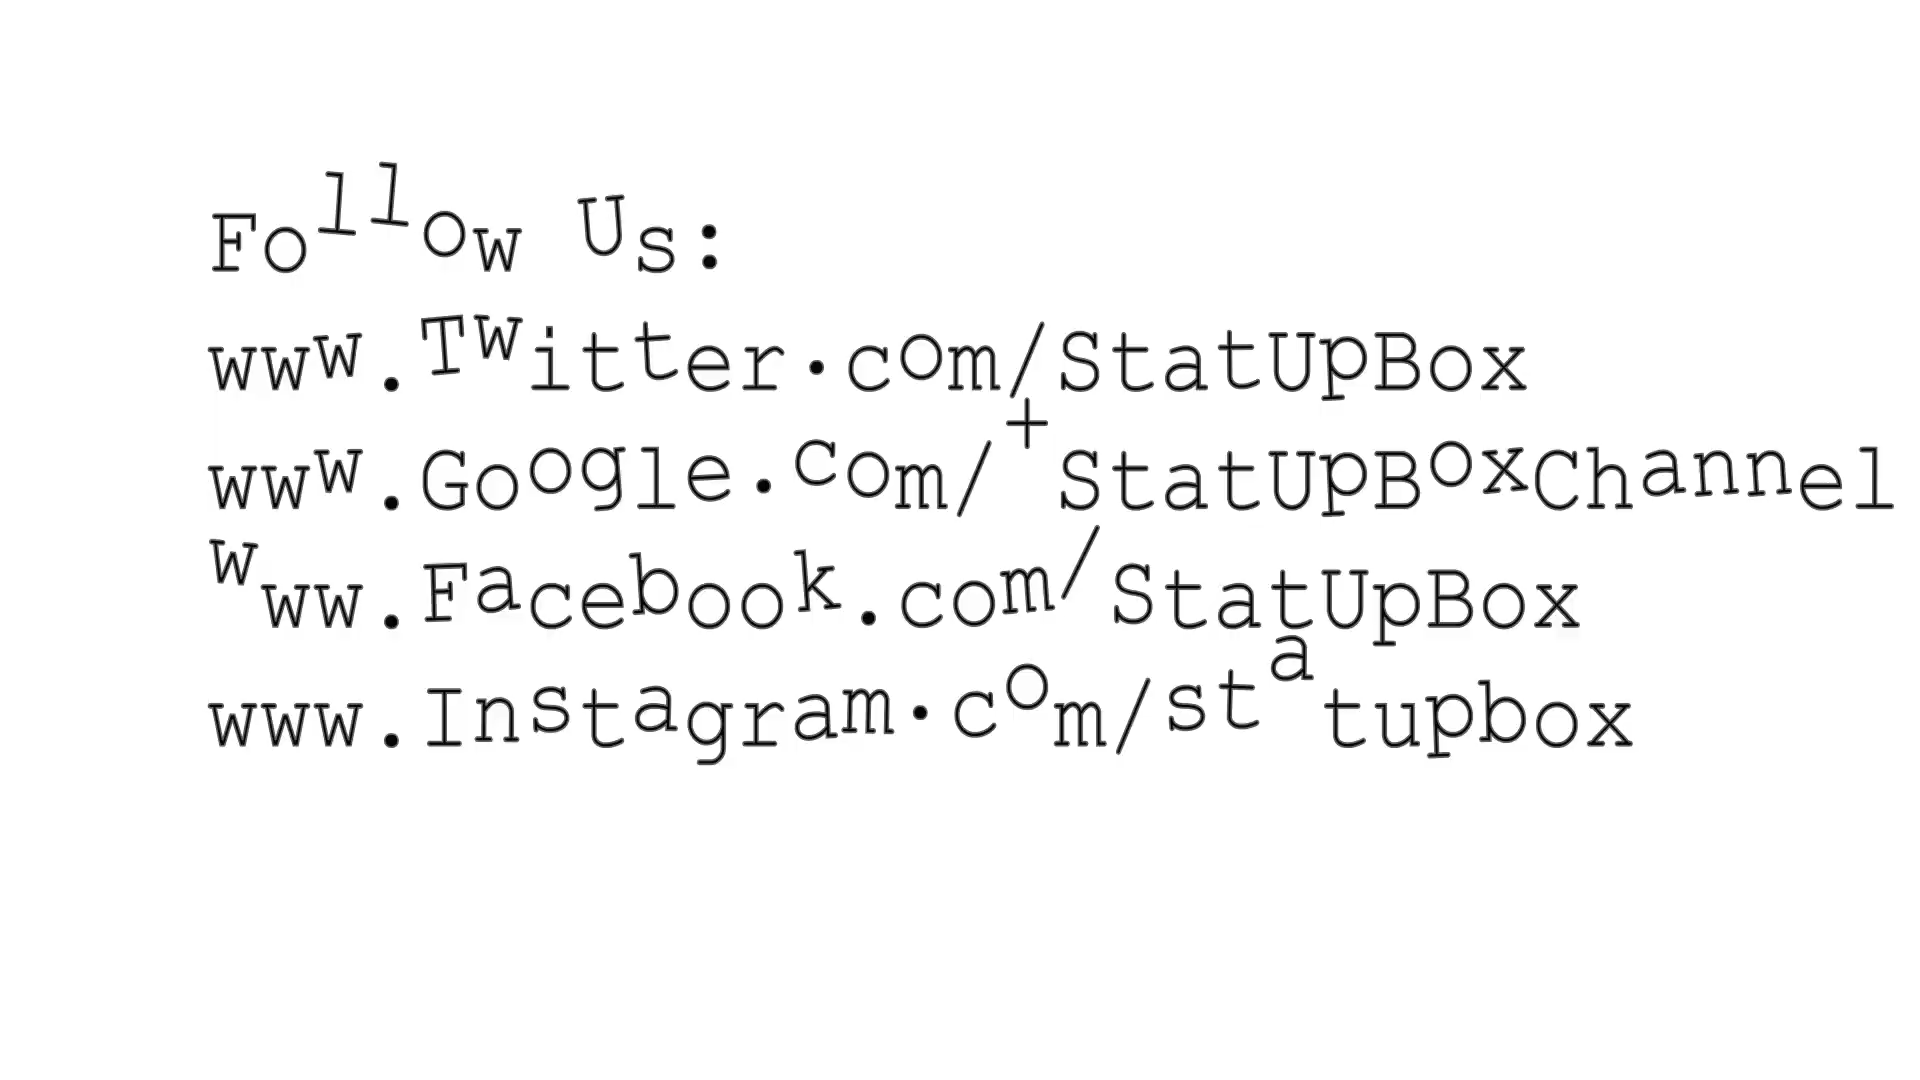 Follow Us:
www.Twitter.com/StatUpBox
www.Google.com/+StatUpBoxChannel
www.Facebook.com/StatUpBox
www.Instagram.com/statupbox